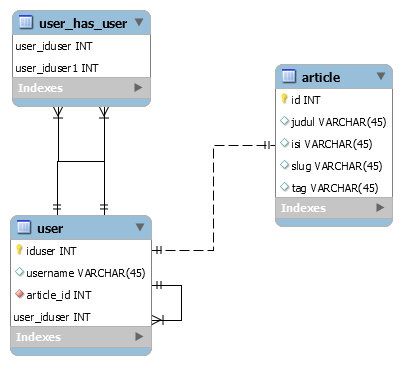 user_has_user
user_iduser INT
user_iduser1 INT
Indexes
article
id INT
judul VARCHAR(45)
isi VARCHAR(45)
slug VARCHAR(45)
tag VARCHAR(45)
Indexes
user
iduser INT
username VARCHAR(45)
article_id INT
user_iduser INT
Indexes